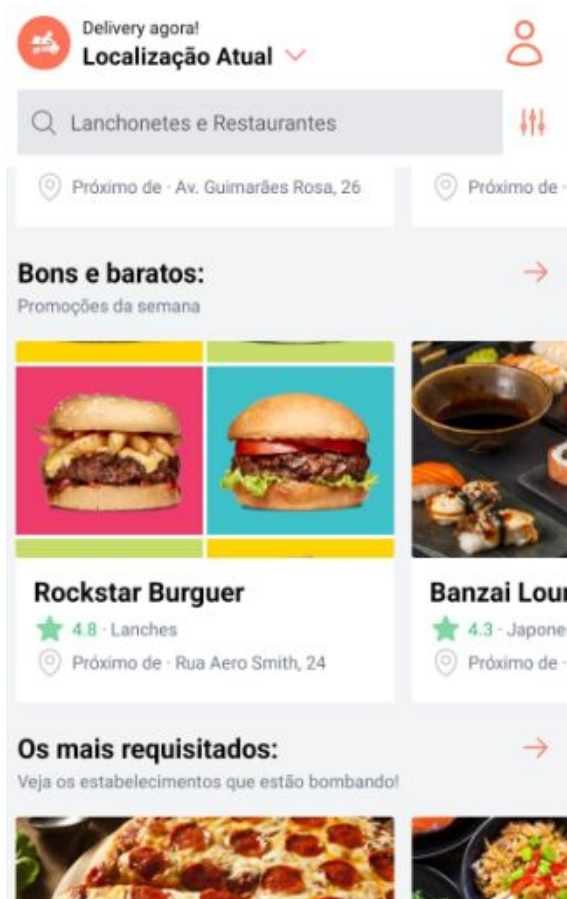 Delivery agora!
Localização Atual
Lanchonetes e Restaurantes
Próximo de · Av. Guimarães Rosa, 26
Próximo de ·
Bons e baratos:
Promoções da semana
Rockstar Burguer
4.8 · Lanches
Próximo de · Rua Aero Smith, 24
Banzai
4.3 ·
Próximo de ·
Os mais requisitados:
Veja os estabelecimentos que estão bombando!